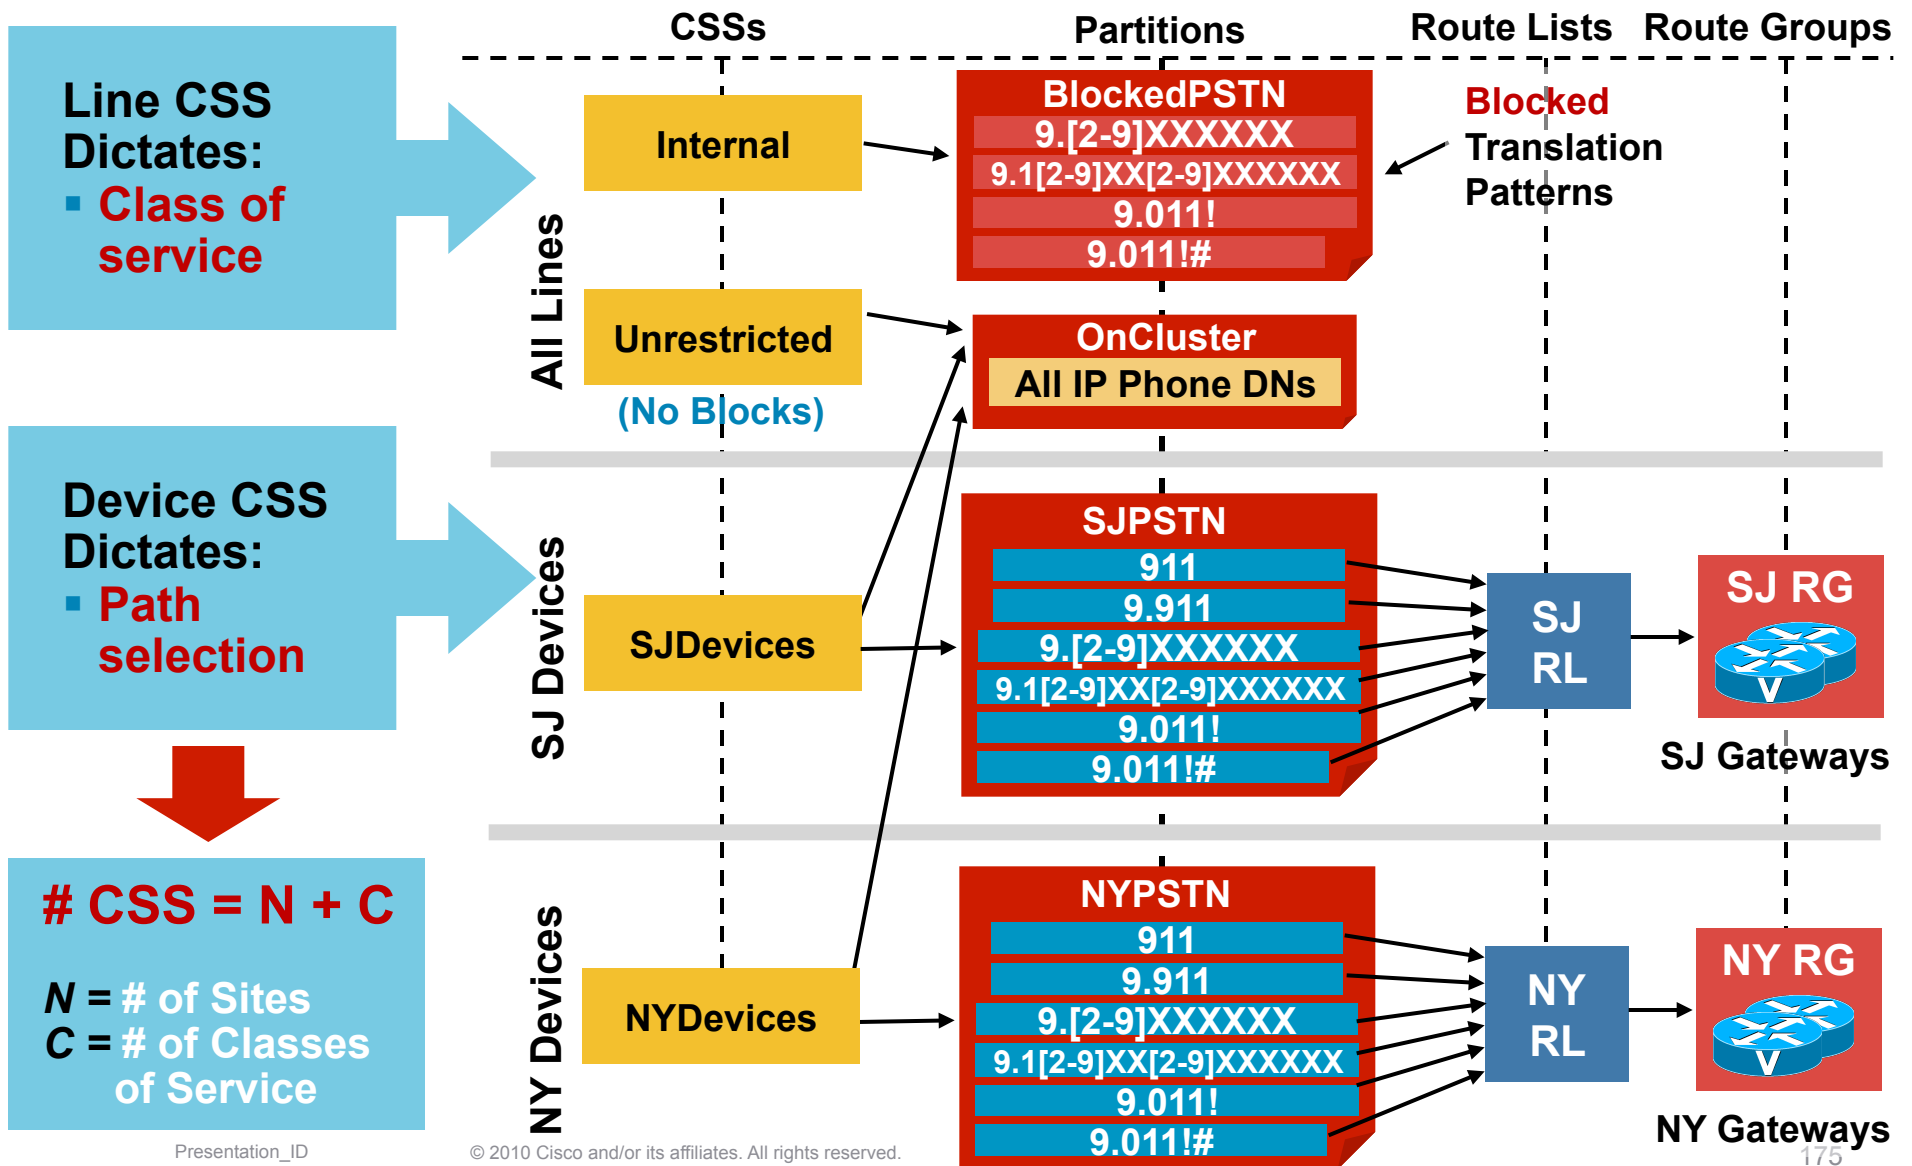 CSSs
Partitions
Route Lists
Route Groups
Line CSS
Dictates:
▪ Class of
service
All Lines
Internal
BlockedPSTN
9.[2-9]XXXXXX
9.1[2-9]XX[2-9]XXXXXX
9.011!
9.011!#
Blocked
Translation
Patterns
Unrestricted
(No Blocks)
OnCluster
All IP Phone DNs
Device CSS
Dictates:
▪ Path
selection
SJ Devices
SJDevices
SJPSTN
911
9.911
9.[2-9]XXXXXX
9.1[2-9]XX[2-9]XXXXXX
9.011!
9.011!#
SJ
RL
SJ RG
V
SJ Gateways
# CSS = N + C
N = # of Sites
C = # of Classes
of Service
NY Devices
NYDevices
NYPSTN
911
9.911
9.[2-9]XXXXXX
9.1[2-9]XX[2-9]XXXXXX
9.011!
9.011!#
NY
RL
NY RG
V
NY Gateways
Presentation_ID
© 2010 Cisco and/or its affiliates. All rights reserved.
175